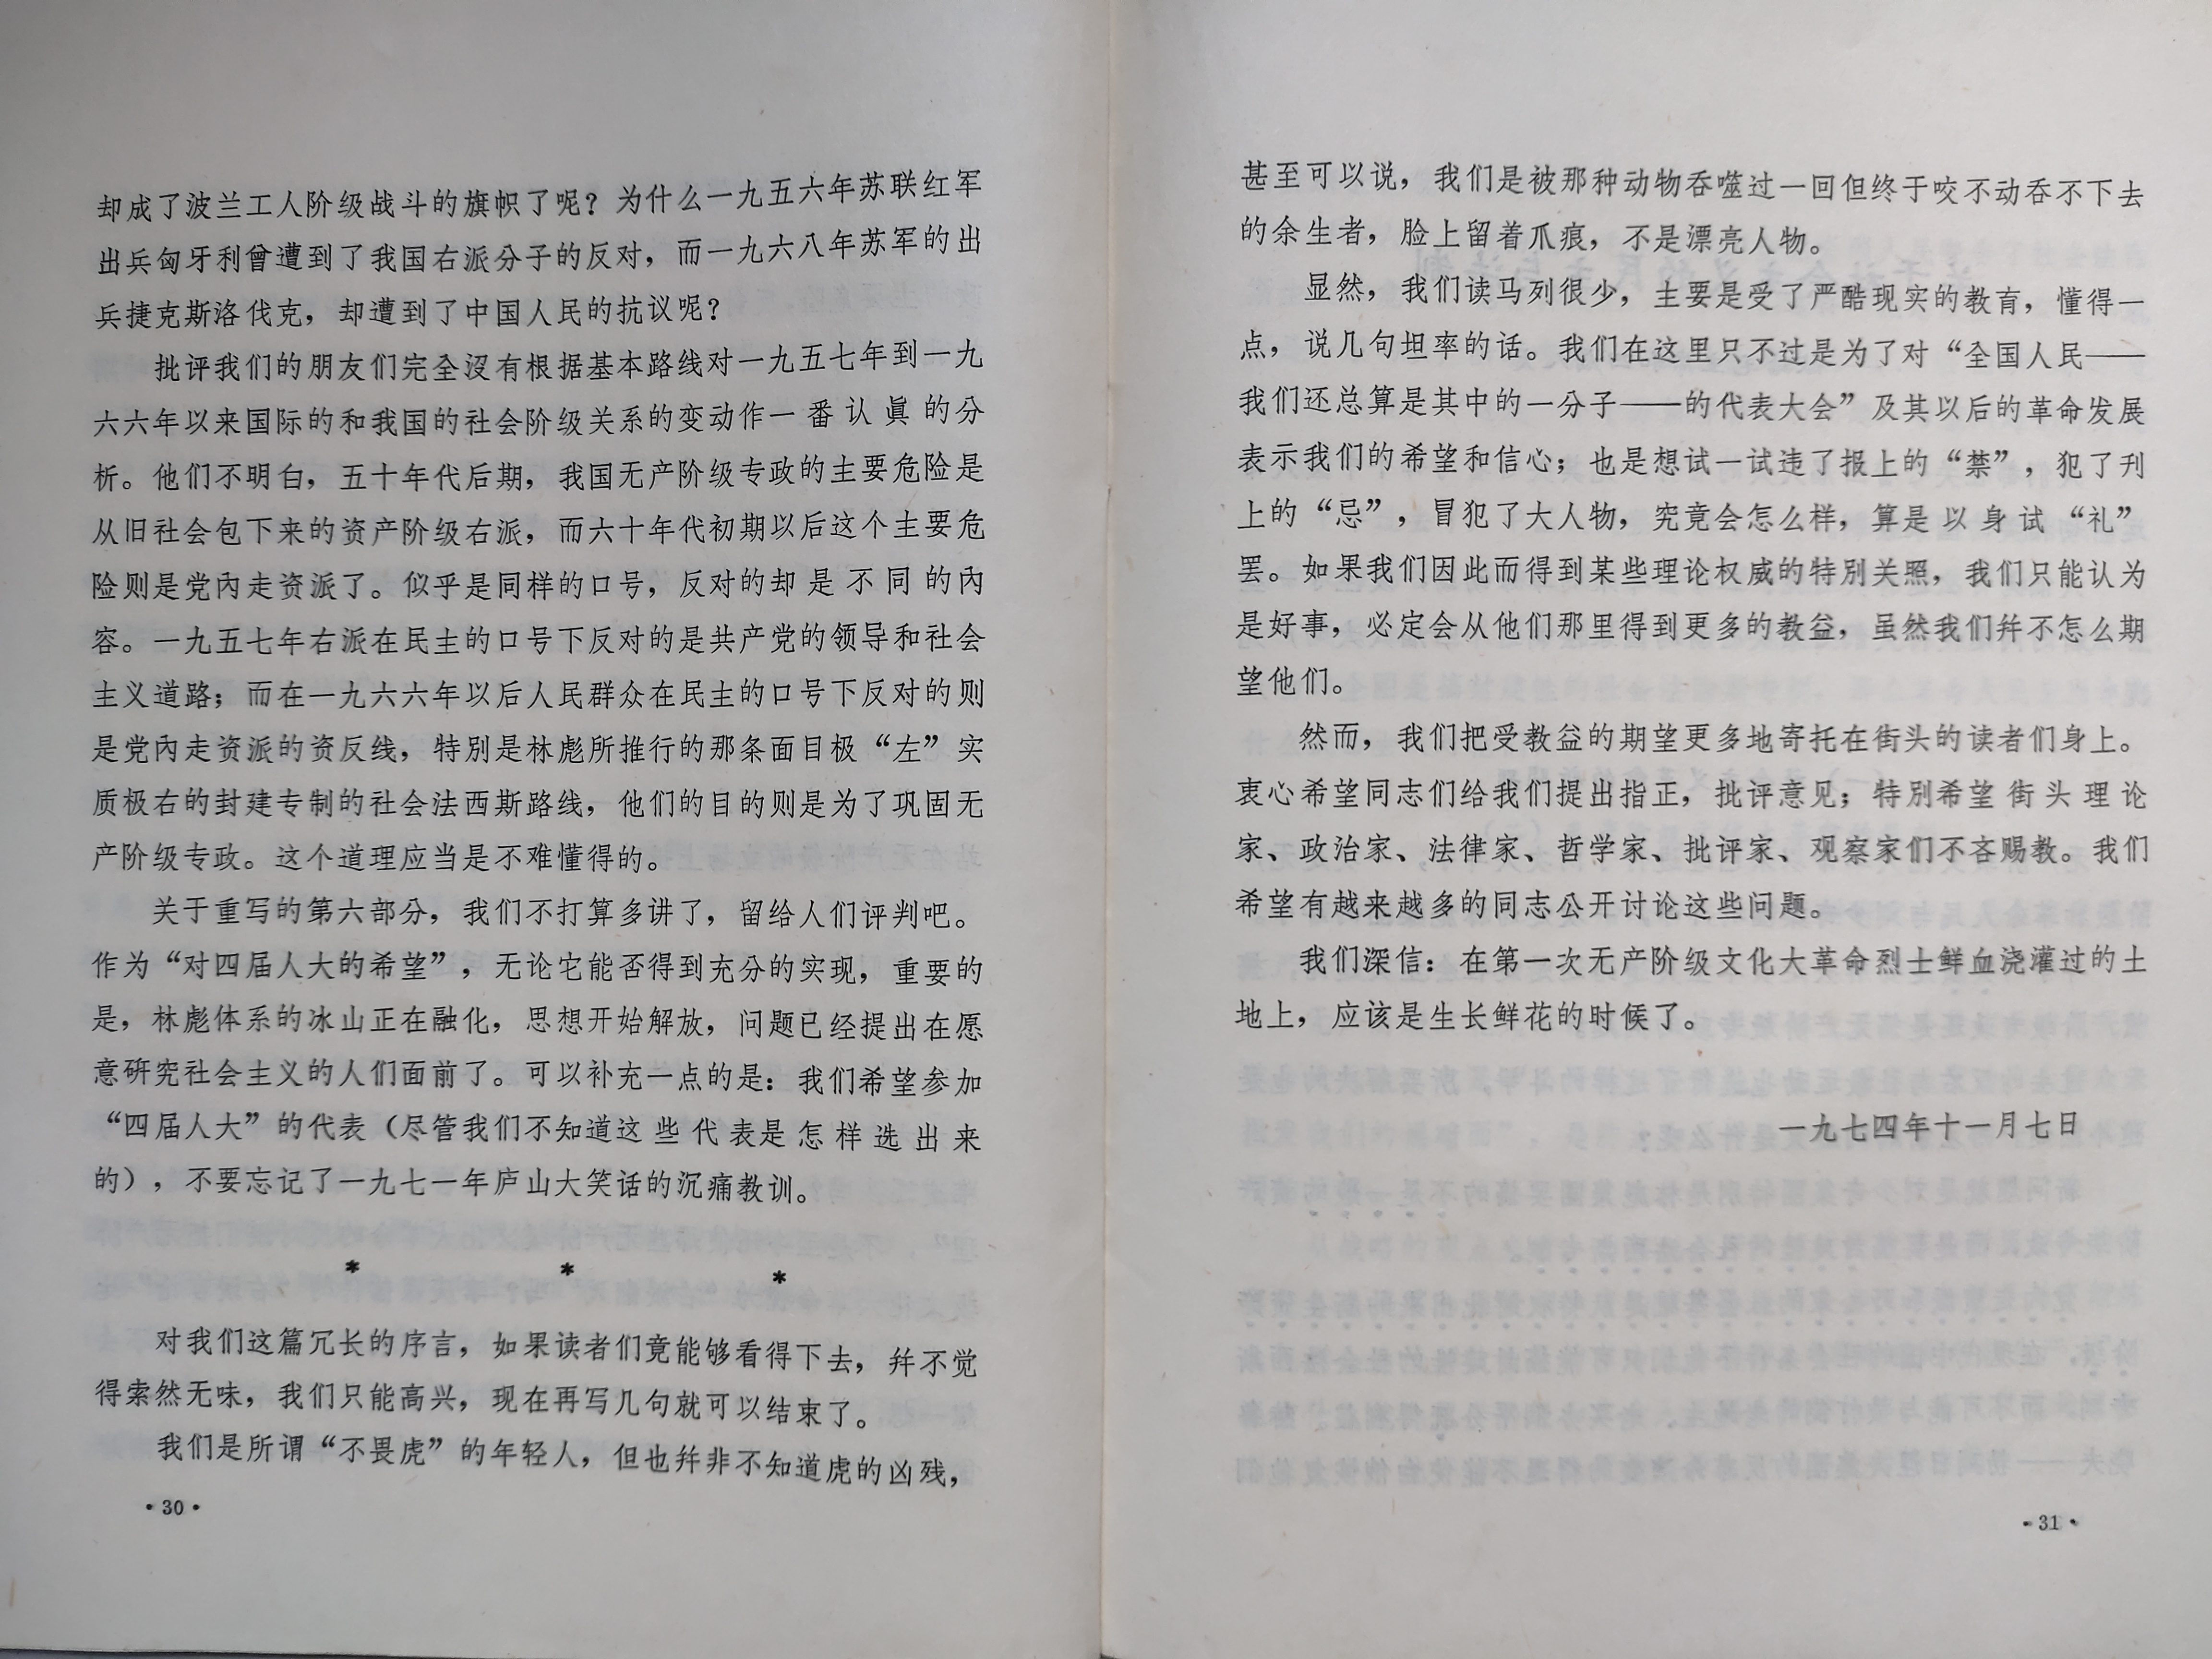 却成了波兰工人阶级战斗的旗帜了呢？为什么一九五六年苏联红军
出兵匈牙利曾遭到了我国右派分子的反对，而一九六八年苏军的出
兵捷克斯洛伐克，却遭到了中国人民的抗议呢？
批评我们的朋友们完全沒有根据基本路线对一九五七年到一九
六六年以来国际的和我国的社会阶级关系的变动作一番认眞的分
析。他们不明白，五十年代后期，我国无产阶级专政的主要危险是
从旧社会包下来的资产阶级右派，而六十年代初期以后这个主要危
险则是党內走资派了。似乎是同样的口号，反对的却是不同的內
容。一九五七年右派在民主的口号下反对的是共产党的领导和社会
主义道路；而在一九六六年以后人民群众在民主的口号下反对的则
是党內走资派的资反线，特別是林彪所推行的那条面目极“左”实
质极右的封建专制的社会法西斯路线，他们的目的则是为了巩固无
产阶级专政。这个道理应当是不难懂得的。
关于重写的第六部分，我们不打算多讲了，留给人们评判吧。
作为“对四届人大的希望”，无论它能否得到充分的实现，重要的
是，林彪体系的冰山正在融化，思想开始解放，问题已经提出在愿
意研究社会主义的人们面前了。可以补充一点的是：我们希望参加
“四届人大”的代表（尽管我们不知道这些代表是怎样选出来
的），不要忘记了一九七一年庐山大笑话的沉痛教训。
* * *
对我们这篇冗长的序言，如果读者们竟能够看得下去，幷不觉
得索然无味，我们只能高兴，现在再写几句就可以结束了。
我们是所谓“不畏虎”的年轻人，但也幷非不知道虎的凶残，
·30·
甚至可以说，我们是被那种动物吞噬过一回但终于咬不动吞不下去
的余生者，脸上留着爪痕，不是漂亮人物。
显然，我们读马列很少，主要是受了严酷现实的教育，懂得一
点，说几句坦率的话。我们在这里只不过是为了对“全国人民——
我们还总算是其中的一分子——的代表大会”及其以后的革命发展
表示我们的希望和信心；也是想试一试违了报上的“禁”，犯了刋
上的“忌”，冒犯了大人物，究竟会怎么样，算是以身试“礼”
罢。如果我们因此而得到某些理论权威的特別关照，我们只能认为
是好事，必定会从他们那里得到更多的教益，虽然我们幷不怎么期
望他们。
然而，我们把受教益的期望更多地寄托在街头的读者们身上。
衷心希望同志们给我们提出指正，批评意见；特別希望街头理论
家、政治家、法律家、哲学家、批评家、观察家们不吝赐教。我们
希望有越来越多的同志公开讨论这些问题。
我们深信：在第一次无产阶级文化大革命烈士鲜血浇灌过的土
地上，应该是生长鲜花的时候了。
一九七四年十一月七日
·31·